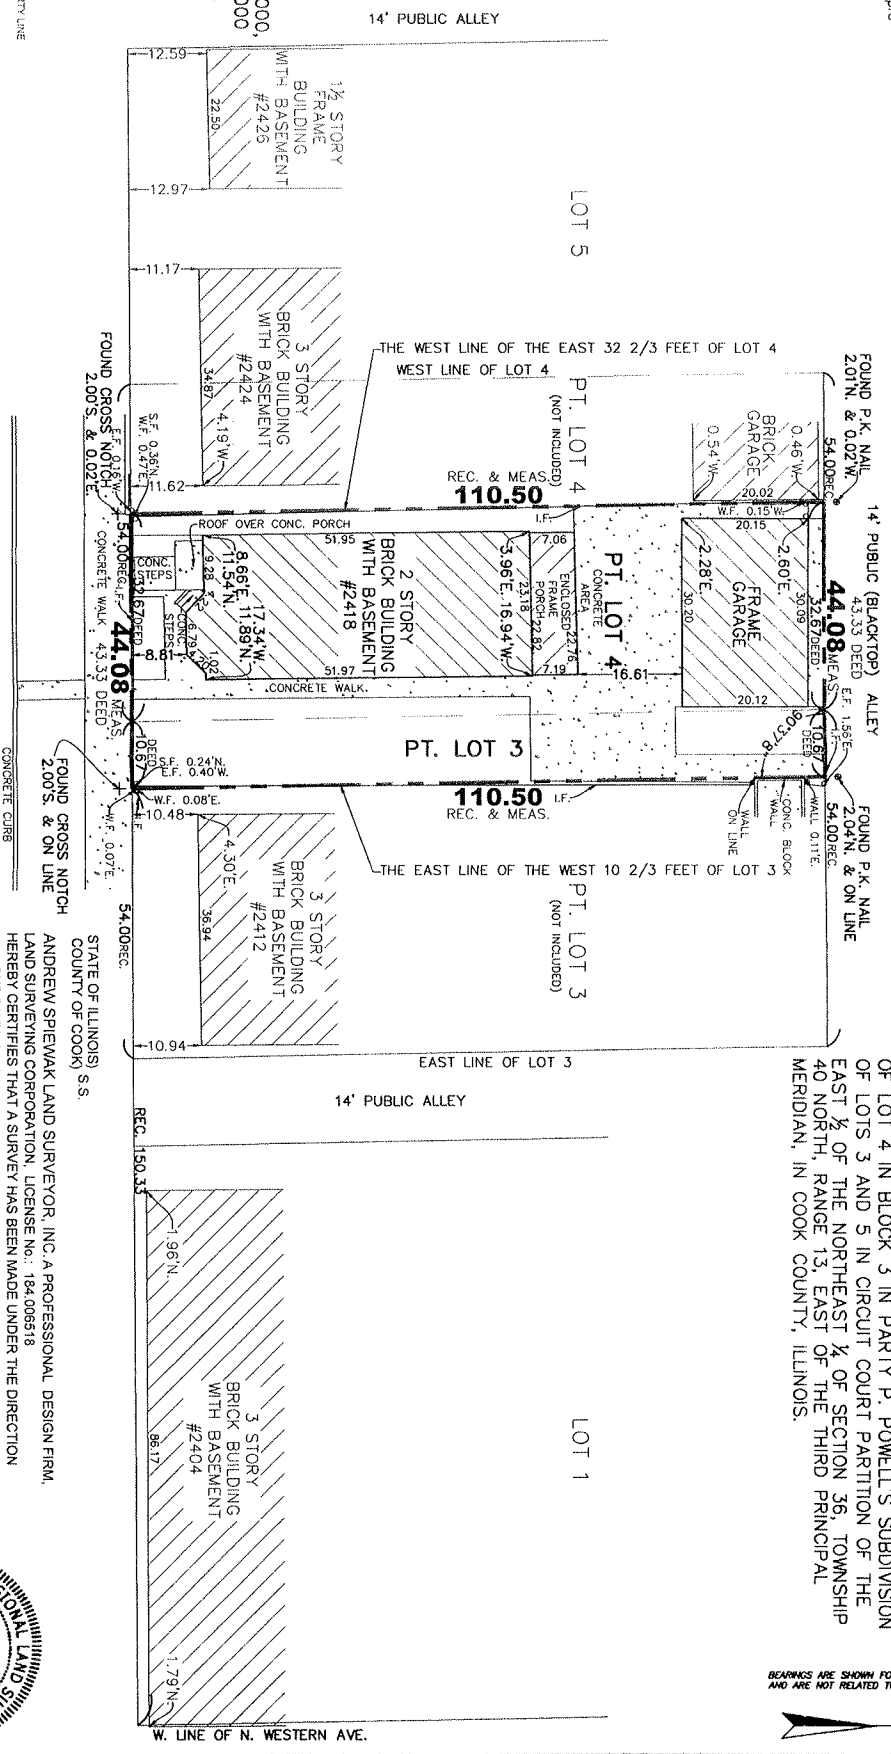 14' PUBLIC ALLEY
000,
000
RTY LINE
12.59
1½ STORY
FRAME
BUILDING
WITH BASEMENT
#2426
22.50
12.97
LOT 5
11.17
3 STORY
BRICK BUILDING
WITH BASEMENT
#2424
34.87
4.19'W.
11.62
THE WEST LINE OF THE EAST 32 2/3 FEET OF LOT 4
WEST LINE OF LOT 4
PT. LOT 4
(NOT INCLUDED)
BRICK
GARAGE
0.46'W.
0.54'W.
20.02
FOUND P.K. NAIL
2.01'N. & 0.02'W.
54.00REC.
14' PUBLIC (BLACKTOP) ALLEY
44.08 MEAS.
43.33 DEED
32.67DEED
10.67
DEED
E.F. 1.56'E.
I.F.
90°37'8"
FOUND P.K. NAIL
2.04'N. & ON LINE
54.00REC.
FOUND CROSS NOTCH
2.00'S. & 0.02'E.
S.F. 0.36'N.
W.F. 0.47'E.
E.F. 0.16'W.
REC. & MEAS.
110.50
I.F.
W.F. 0.15'W.
20.15
2.60'E.
30.09
FRAME
GARAGE
2.28'E.
30.20
20.12
PT. LOT 4
CONCRETE
AREA
16.61
7.06
ENCLOSED
FRAME
PORCH
22.82
22.76
7.19
ROOF OVER CONC. PORCH
51.95
2 STORY
BRICK BUILDING
WITH BASEMENT
#2418
23.18
3.96'E.
16.94'W.
51.97
17.34'W.
8.66'E. 11.89'N.
11.54'N.
9.28
6.79
1.02
CONC.
STEPS
CONC.
STEPS
8.81
54.00REC.
I.F.
32.67DEED
44.08 MEAS.
43.33 DEED
10.67
DEED
CONCRETE WALK
CONCRETE WALK.
PT. LOT 3
S.F. 0.24'N.
E.F. 0.40'W.
W.F. 0.08'E.
I.F.
W.F. 0.07'E.
110.50
REC. & MEAS.
I.F.
WALL
ON LINE
CONC. BLOCK
WALL
WALL 0.11'E.
FOUND CROSS NOTCH
2.00'S. & ON LINE
CONCRETE CURB
THE EAST LINE OF THE WEST 10 2/3 FEET OF LOT 3
10.48
4.30'E.
3 STORY
BRICK BUILDING
WITH BASEMENT
#2412
36.94
10.94
PT. LOT 3
(NOT INCLUDED)
54.00REC.
EAST LINE OF LOT 3
14' PUBLIC ALLEY
REC. 150.33
1.96'N.
3 STORY
BRICK BUILDING
WITH BASEMENT
#2404
86.17
1.79'N.
LOT 1
W. LINE OF N. WESTERN AVE.
OF LOT 4 IN BLOCK 3 IN PARTY P. POWELL'S SUBDIVISION
OF LOTS 3 AND 5 IN CIRCUIT COURT PARTITION OF THE
EAST ½ OF THE NORTHEAST ¼ OF SECTION 36, TOWNSHIP
40 NORTH, RANGE 13, EAST OF THE THIRD PRINCIPAL
MERIDIAN, IN COOK COUNTY, ILLINOIS.
BEARINGS ARE SHOWN FO
AND ARE NOT RELATED T
STATE OF ILLINOIS)
COUNTY OF COOK) S.S.
ANDREW SPIEWAK LAND SURVEYOR, INC. A PROFESSIONAL DESIGN FIRM,
LAND SURVEYING CORPORATION, LICENSE No.: 184.006518
HEREBY CERTIFIES THAT A SURVEY HAS BEEN MADE UNDER THE DIRECTION
SIONAL LAND SU